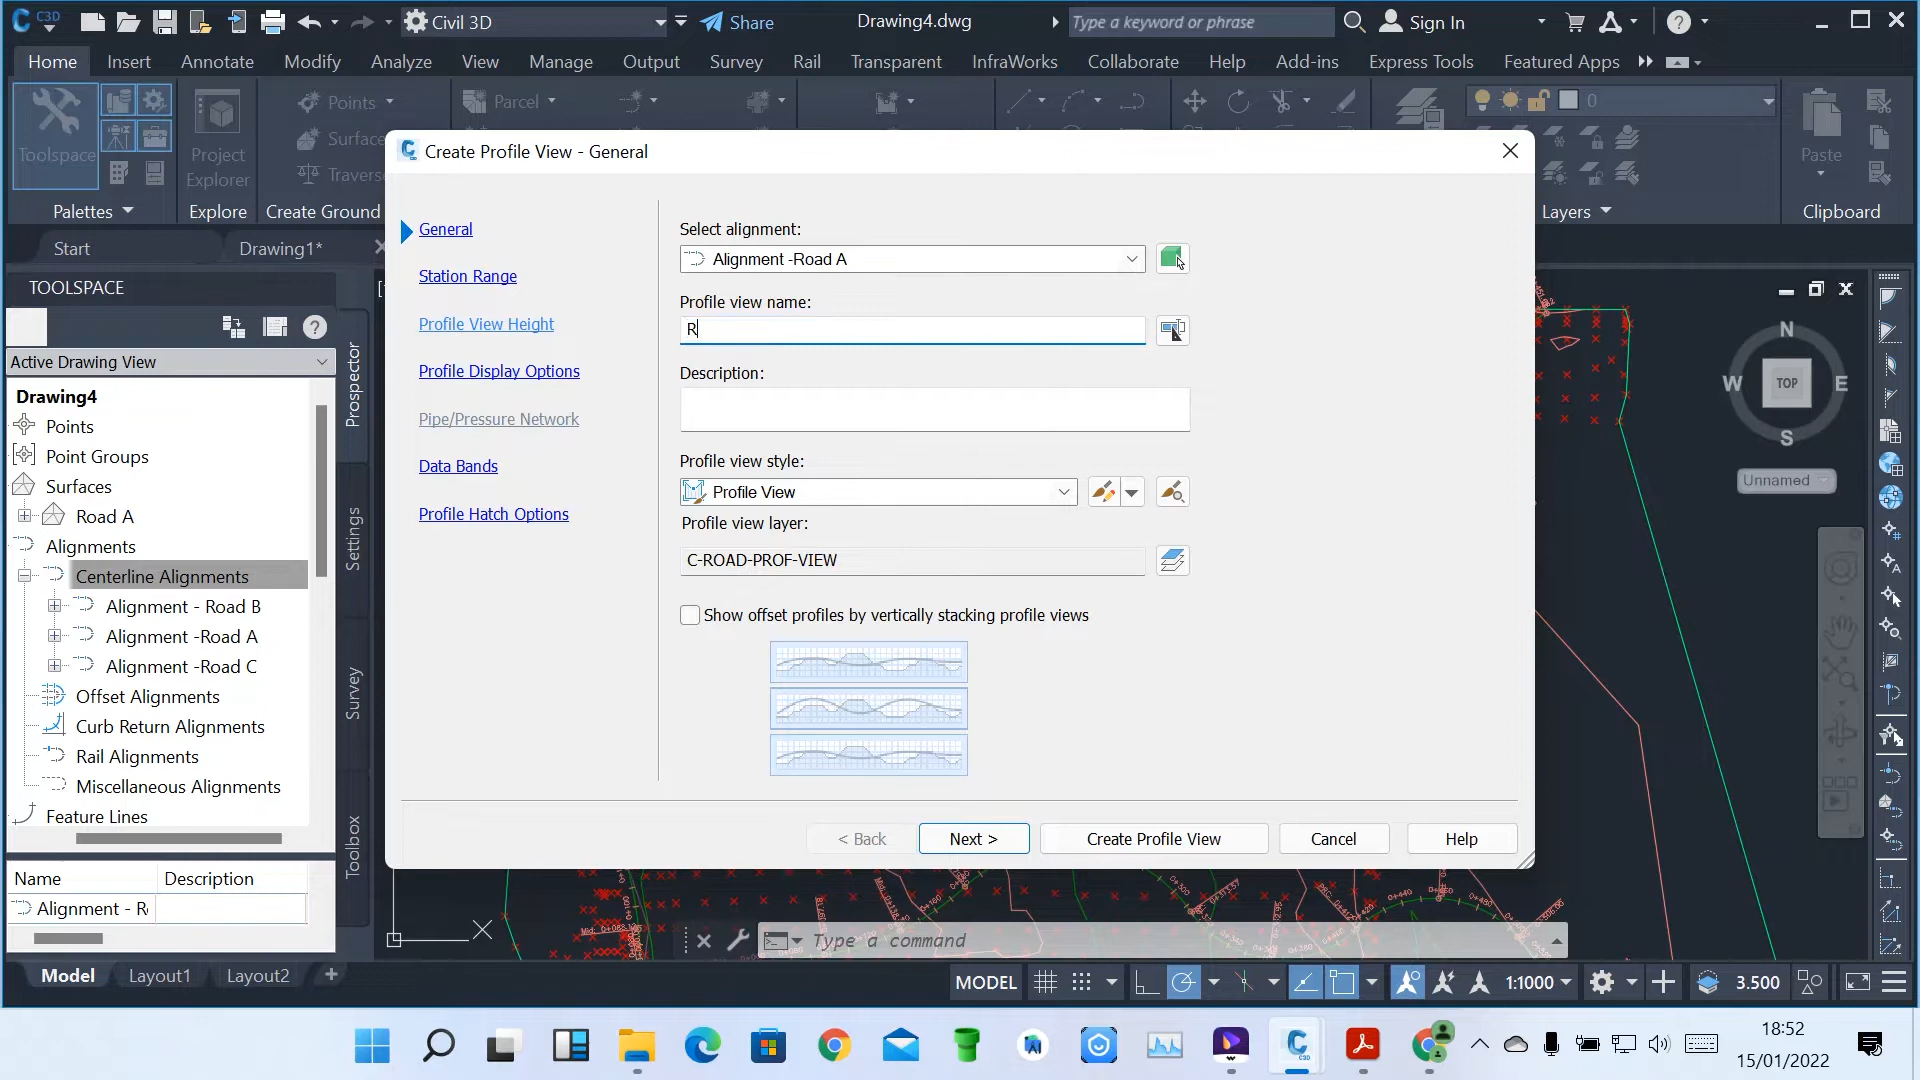 C3D
Civil 3D
Share
Drawing4.dwg
Type a keyword or phrase
Sign In
Home
Insert
Annotate
Modify
Analyze
View
Manage
Output
Survey
Rail
Transparent
InfraWorks
Collaborate
Help
Add-ins
Express Tools
Featured Apps
Points
Parcel
0
Toolspace
Project
Explorer
Surface
Traverse
Paste
Palettes
Explore
Create Ground
Layers
Clipboard
Start
Drawing1*
TOOLSPACE
Active Drawing View
Drawing4
Points
Point Groups
Surfaces
Road A
Alignments
Centerline Alignments
Alignment - Road B
Alignment -Road A
Alignment -Road C
Offset Alignments
Curb Return Alignments
Rail Alignments
Miscellaneous Alignments
Feature Lines
Prospector
Settings
Survey
Toolbox
Name
Description
Alignment - R
Create Profile View - General
General
Station Range
Profile View Height
Profile Display Options
Pipe/Pressure Network
Data Bands
Profile Hatch Options
Select alignment:
Alignment -Road A
Profile view name:
R
Description:
Profile view style:
Profile View
Profile view layer:
C-ROAD-PROF-VIEW
Show offset profiles by vertically stacking profile views
< Back
Next >
Create Profile View
Cancel
Help
N
W
TOP
E
S
Unnamed
Type a command
Model
Layout1
Layout2
MODEL
1:1000
3.500
18:52
15/01/2022